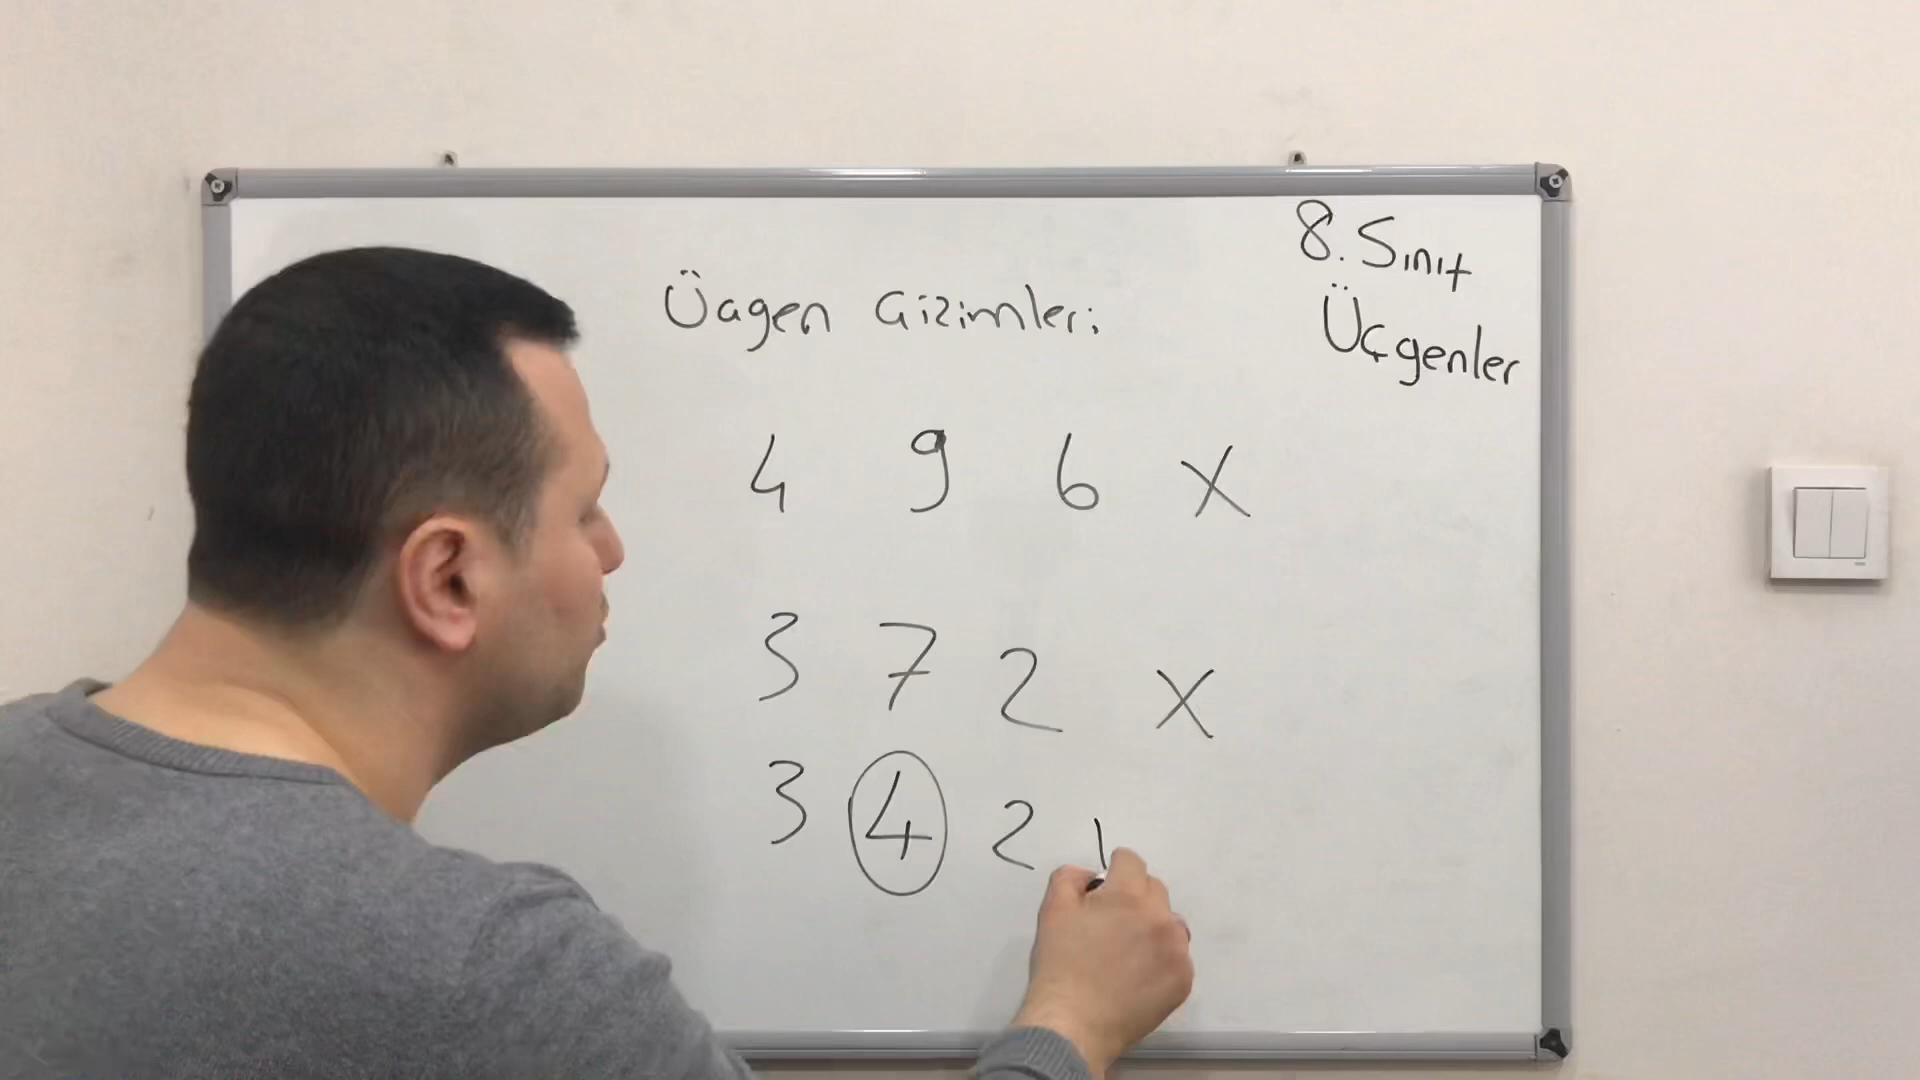 8. Sınıf
Üçgenler
Üçgen Çizimleri
4 9 6 X
3 7 2 X
3 4 2